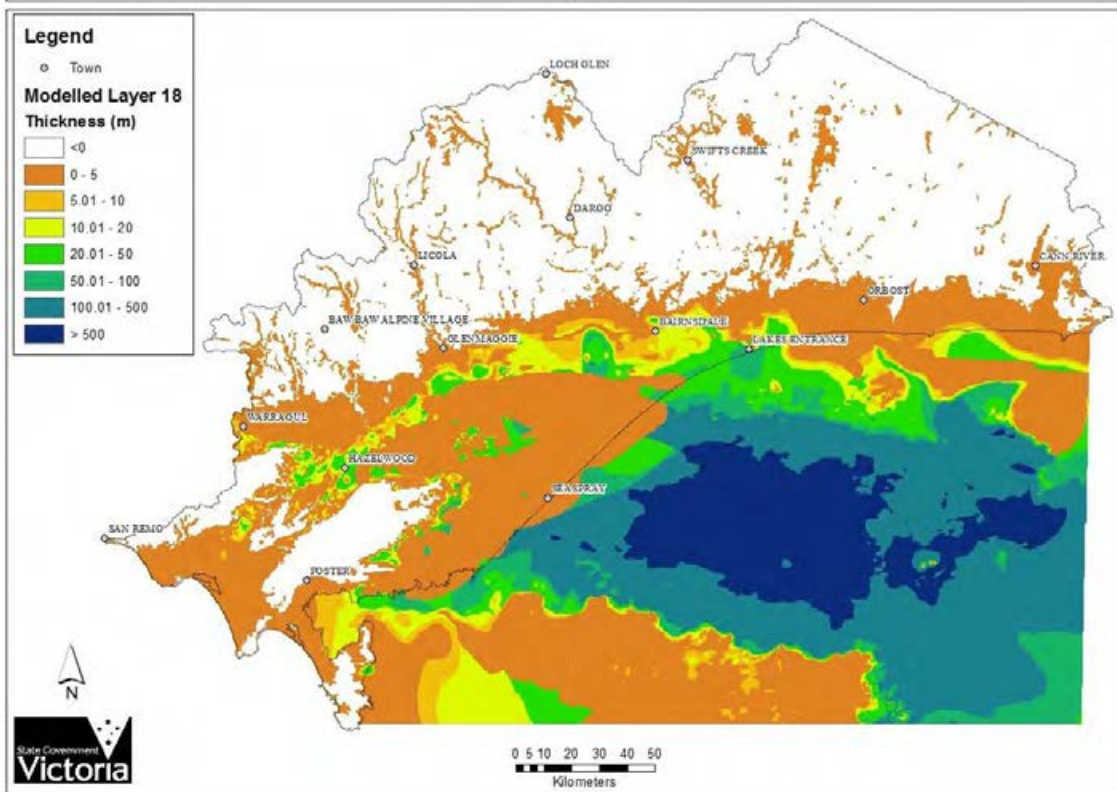 Legend
Town
Modelled Layer 18
Thickness (m)
<0
0 - 5
5.01 - 10
10.01 - 20
20.01 - 50
50.01 - 100
100.01 - 500
> 500
LOCH OLEN
SWIFTS CREEK
DARGO
LICOLA
CANN RIVER
ORBOST
BAW BAW ALPINE VILLAGE
BAIRNSDALE
GLENMAGGIE
LAKES ENTRANCE
WARRAGUL
HAZELWOOD
SEASPRAY
SAN REMO
FOSTER
N
State Government
Victoria
0 5 10 20 30 40 50
Kilometers